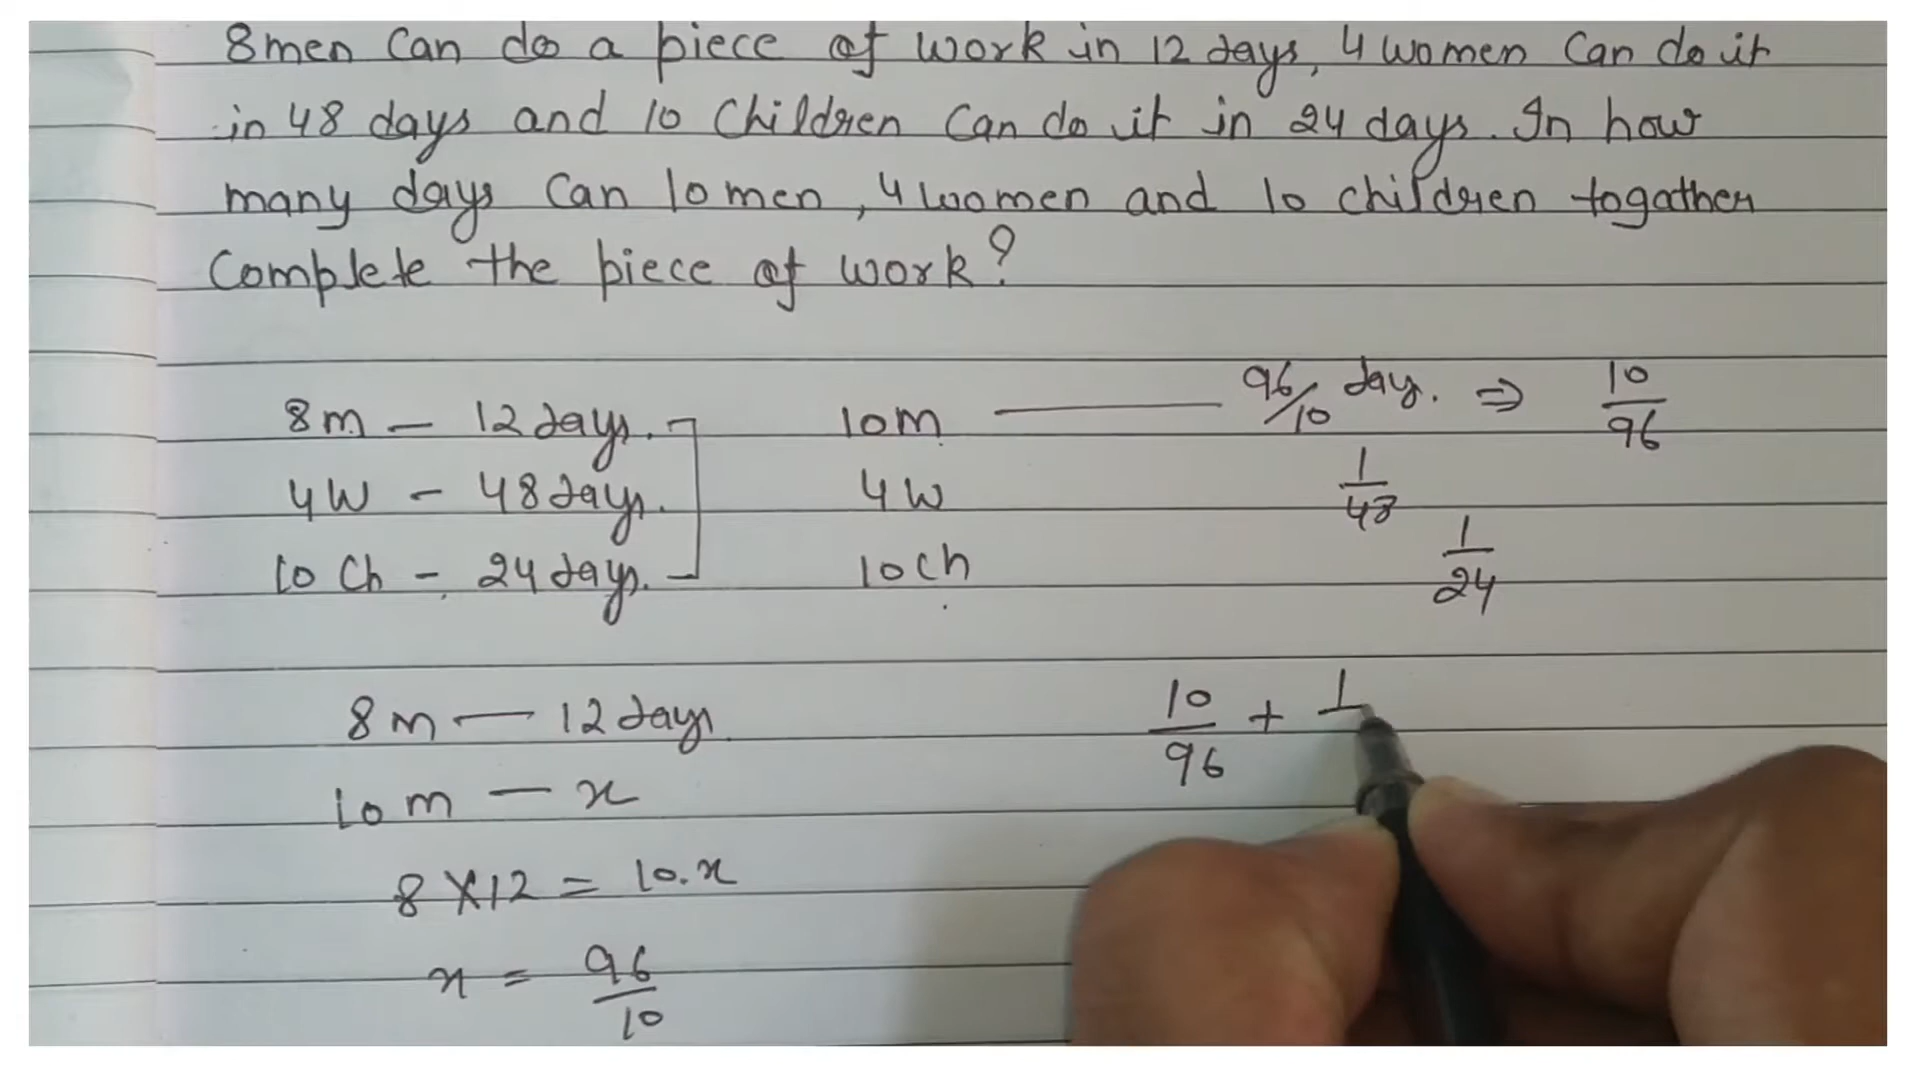 8men can do a piece of work in 12 days, 4 women can do it
in 48 days and 10 children can do it in 24 days. In how
many days can 10 men, 4 women and 10 children togather
complete the piece of work?
8m — 12 days. 10m — 96/10 day. ⇒ 10/96
4W - 48 days. 4W 1/48
10 Ch - 24 days. 10ch 1/24
8m — 12 days 10/96 + 1
10m — x
8 × 12 = 10.x
x = 96/10